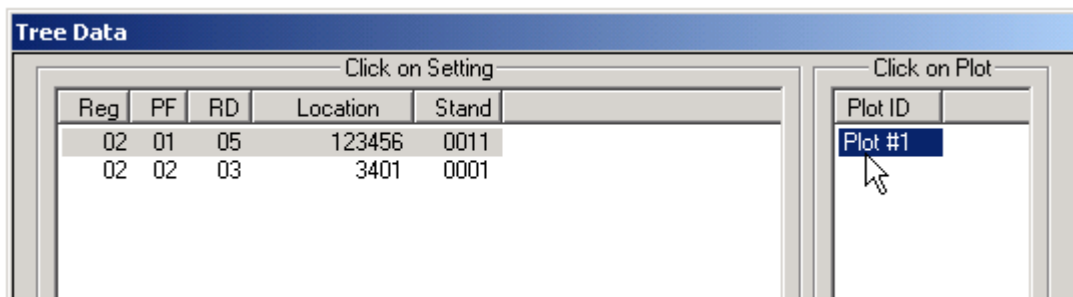 Tree Data
Click on Setting Click on Plot
Reg PF RD Location Stand Plot ID
02 01 05 123456 0011 Plot #1
02 02 03 3401 0001